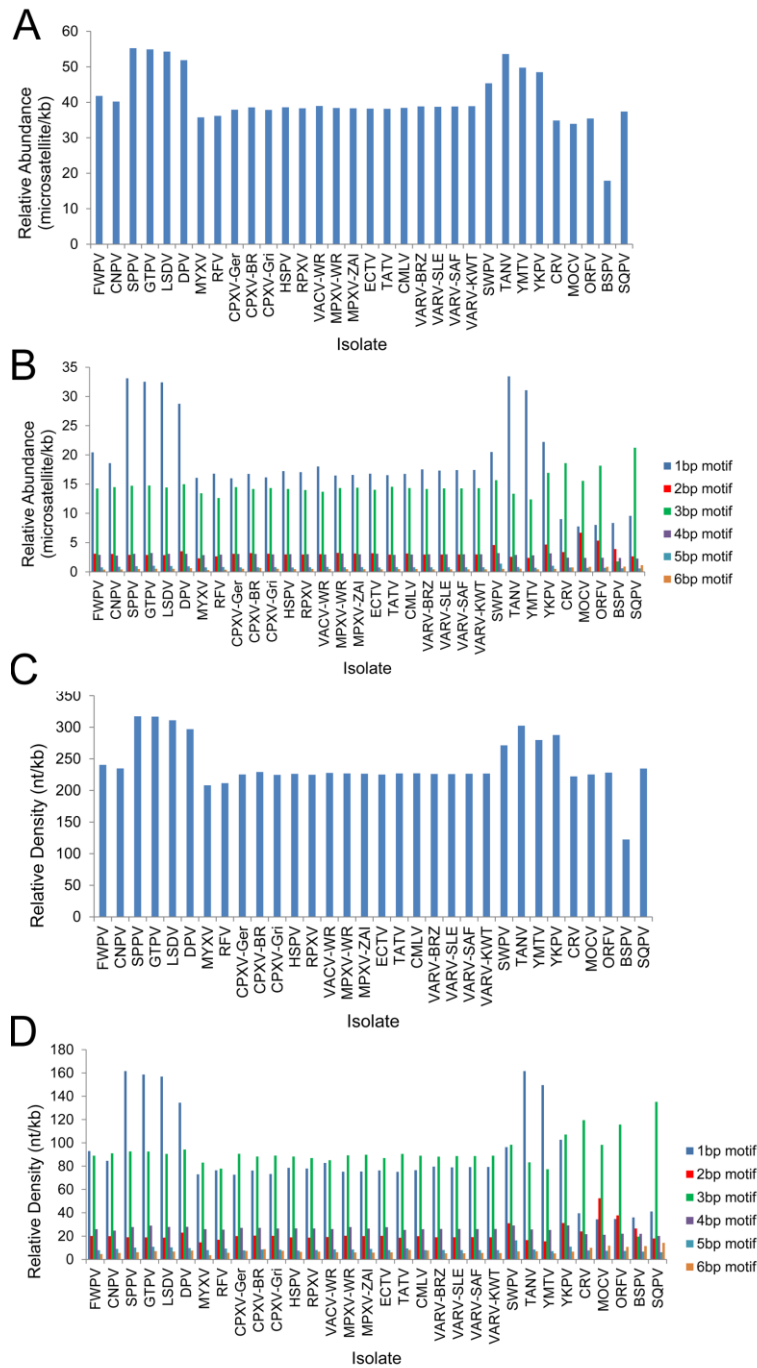 A
Relative Abundance
(microsatellite/kb)
60
50
40
30
20
10
0
FWPV
CNPV
SPPV
GTPV
LSDV
DPV
MYXV
RFV
CPXV-Ger
CPXV-BR
CPXV-Gri
HSPV
RPXV
VACV-WR
MPXV-WR
MPXV-ZAI
ECTV
TATV
CMLV
VARV-BRZ
VARV-SLE
VARV-SAF
VARV-KWT
SWPV
TANV
YMTV
YKPV
CRV
MOCV
ORFV
BSPV
SQPV
Isolate
B
Relative Abundance
(microsatellite/kb)
35
30
25
20
15
10
5
0
1bp motif
2bp motif
3bp motif
4bp motif
5bp motif
6bp motif
FWPV
CNPV
SPPV
GTPV
LSDV
DPV
MYXV
RFV
CPXV-Ger
CPXV-BR
CPXV-Gri
HSPV
RPXV
VACV-WR
MPXV-WR
MPXV-ZAI
ECTV
TATV
CMLV
VARV-BRZ
VARV-SLE
VARV-SAF
VARV-KWT
SWPV
TANV
YMTV
YKPV
CRV
MOCV
ORFV
BSPV
SQPV
Isolate
C
Relative Density (nt/kb)
350
300
250
200
150
100
50
0
FWPV
CNPV
SPPV
GTPV
LSDV
DPV
MYXV
RFV
CPXV-Ger
CPXV-BR
CPXV-Gri
HSPV
RPXV
VACV-WR
MPXV-WR
MPXV-ZAI
ECTV
TATV
CMLV
VARV-BRZ
VARV-SLE
VARV-SAF
VARV-KWT
SWPV
TANV
YMTV
YKPV
CRV
MOCV
ORFV
BSPV
SQPV
Isolate
D
Relative Density (nt/kb)
180
160
140
120
100
80
60
40
20
0
1bp motif
2bp motif
3bp motif
4bp motif
5bp motif
6bp motif
FWPV
CNPV
SPPV
GTPV
LSDV
DPV
MYXV
RFV
CPXV-Ger
CPXV-BR
CPXV-Gri
HSPV
RPXV
VACV-WR
MPXV-WR
MPXV-ZAI
ECTV
TATV
CMLV
VARV-BRZ
VARV-SLE
VARV-SAF
VARV-KWT
SWPV
TANV
YMTV
YKPV
CRV
MOCV
ORFV
BSPV
SQPV
Isolate